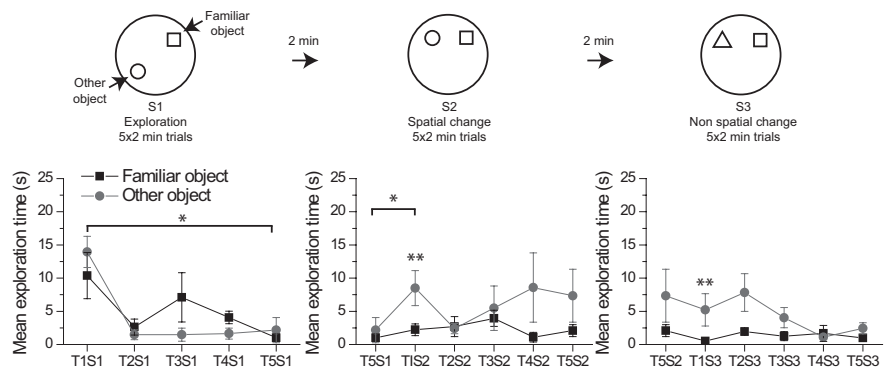 Familiar
object
Other
object
2 min
2 min
S1
Exploration
5x2 min trials
S2
Spatial change
5x2 min trials
S3
Non spatial change
5x2 min trials
Mean exploration time (s)
25
20
15
10
5
0
Familiar object
Other object
*
T1S1 T2S1 T3S1 T4S1 T5S1
Mean exploration time (s)
25
20
15
10
5
0
*
**
T5S1 TIS2 T2S2 T3S2 T4S2 T5S2
Mean exploration time (s)
25
20
15
10
5
0
**
T5S2 T1S3 T2S3 T3S3 T4S3 T5S3